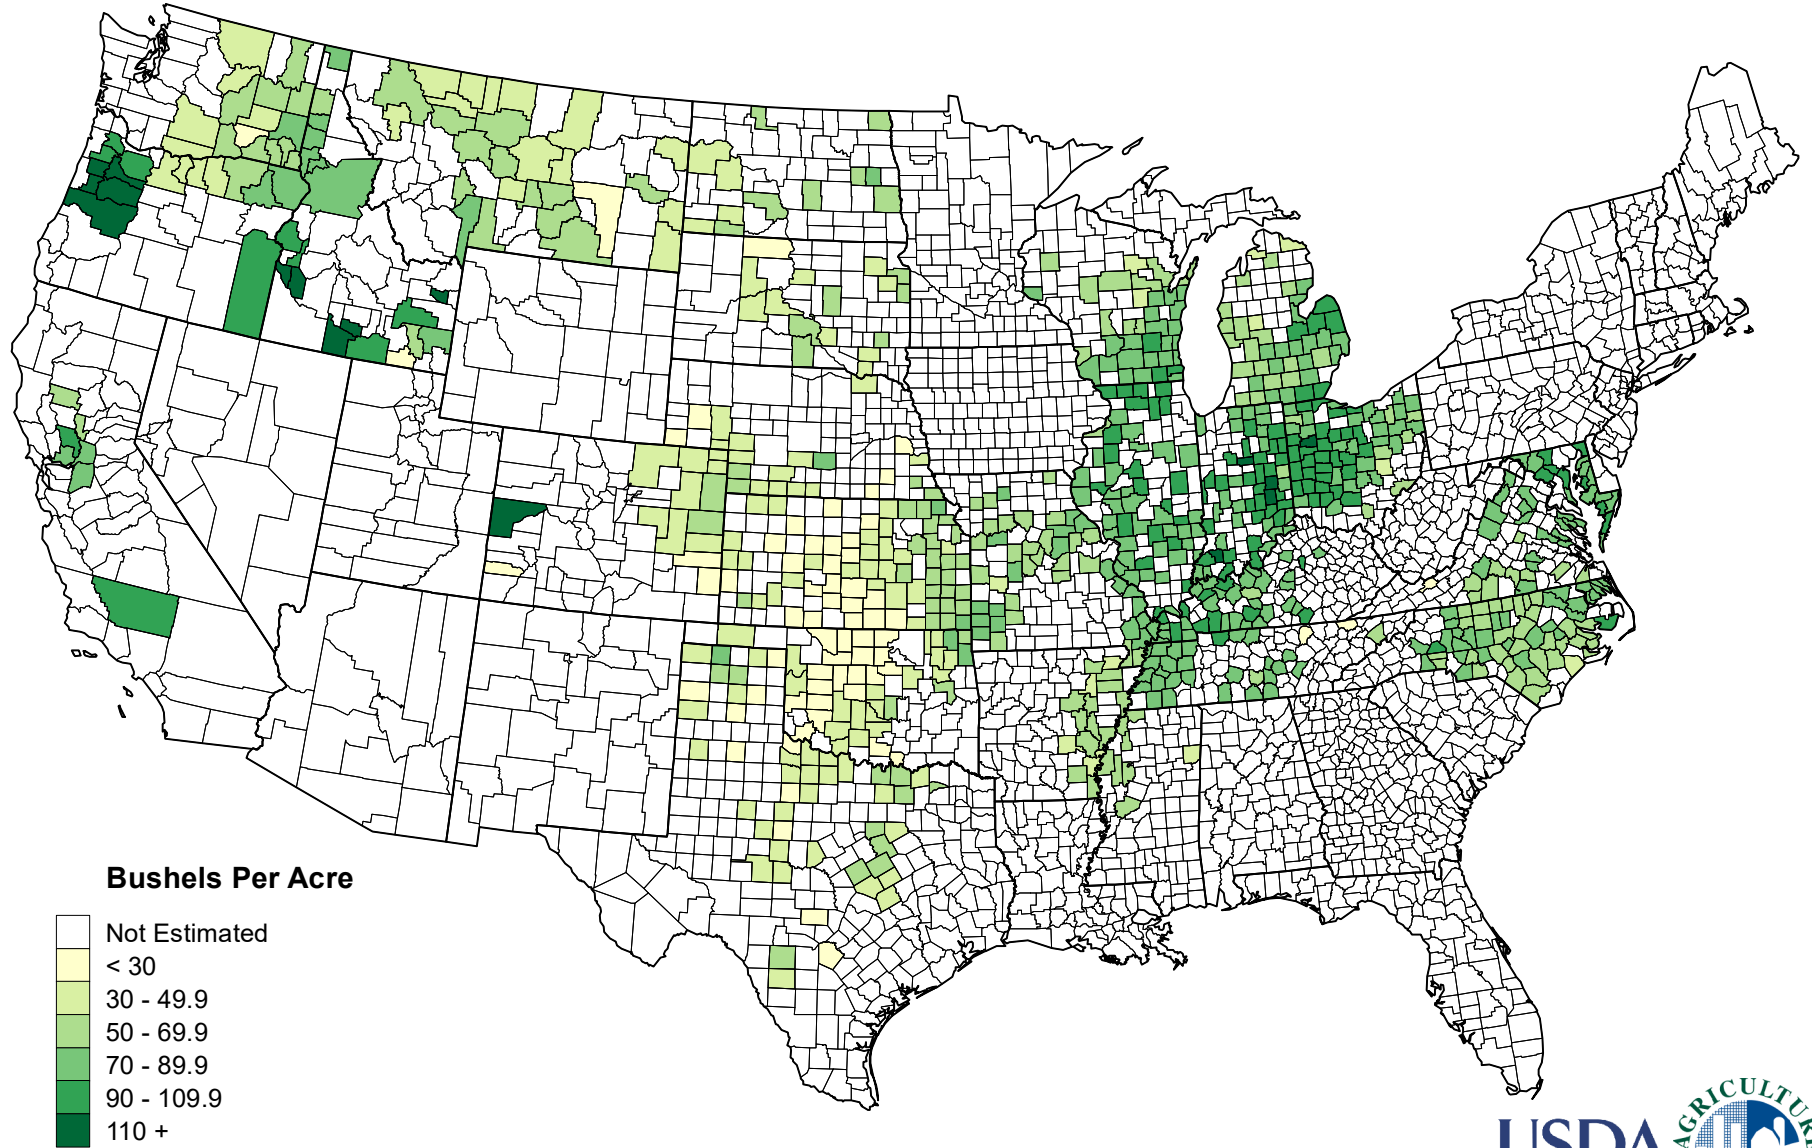 Bushels Per Acre
Not Estimated
< 30
30 - 49.9
50 - 69.9
70 - 89.9
90 - 109.9
110 +
USDA
AGRICULTUR